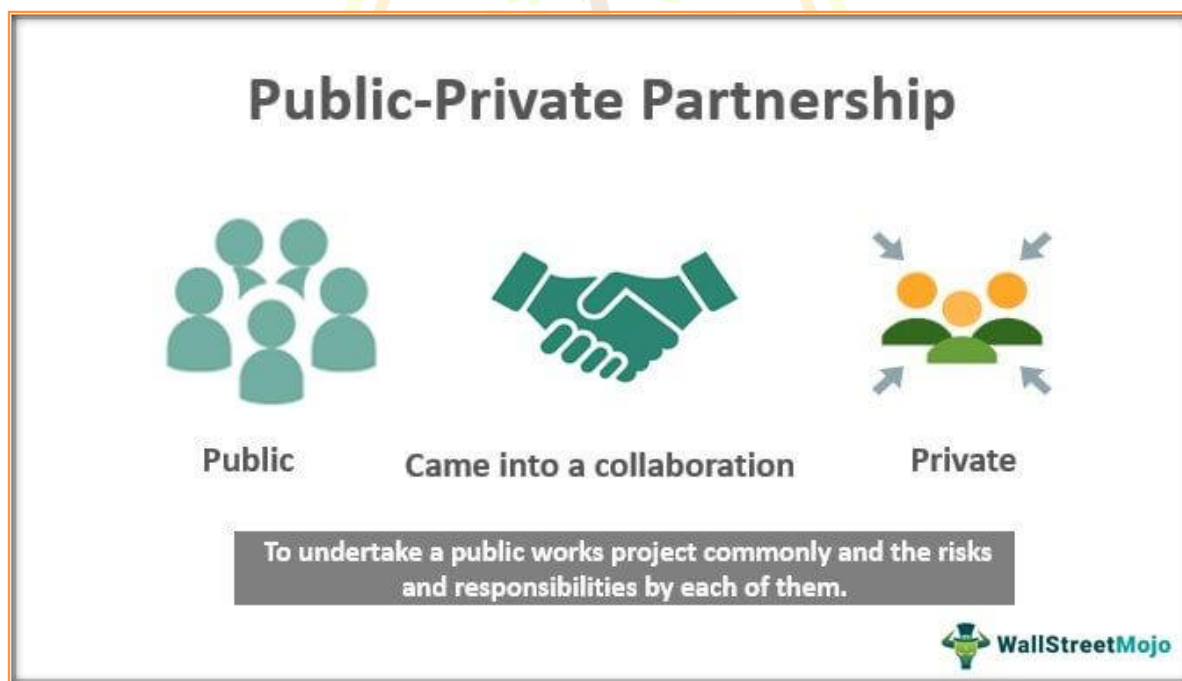 Public-Private Partnership
Public
Came into a collaboration
Private
To undertake a public works project commonly and the risks
and responsibilities by each of them.
WallStreetMojo